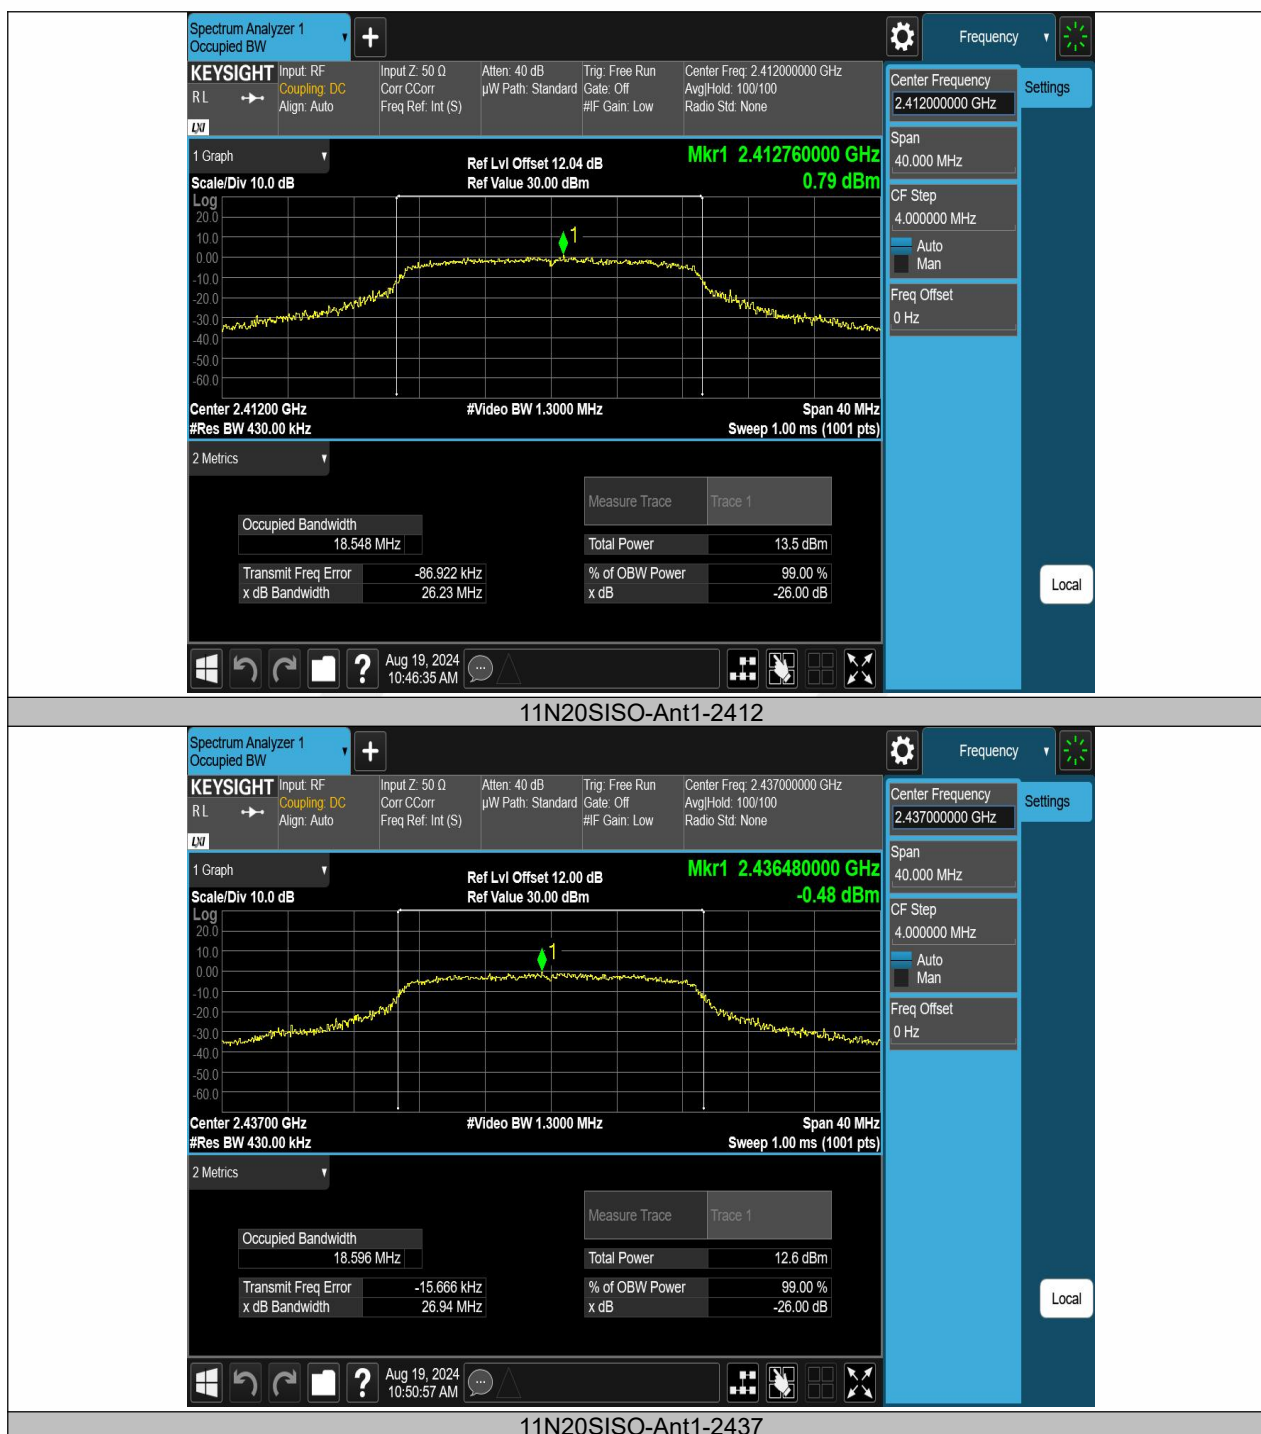 Spectrum Analyzer 1
Occupied BW
Frequency
KEYSIGHT
R L
LXI
Input: RF
Coupling: DC
Align: Auto
Input Z: 50 Ω
Corr CCorr
Freq Ref: Int (S)
Atten: 40 dB
µW Path: Standard
Trig: Free Run
Gate: Off
#IF Gain: Low
Center Freq: 2.412000000 GHz
Avg|Hold: 100/100
Radio Std: None
Center Frequency
2.412000000 GHz
Settings
Span
40.000 MHz
CF Step
4.000000 MHz
Auto
Man
Freq Offset
0 Hz
Local
1 Graph
Scale/Div 10.0 dB
Ref Lvl Offset 12.04 dB
Ref Value 30.00 dBm
Mkr1 2.412760000 GHz
0.79 dBm
Log
20.0
10.0
0.00
-10.0
-20.0
-30.0
-40.0
-50.0
-60.0
1
Center 2.41200 GHz
#Res BW 430.00 kHz
#Video BW 1.3000 MHz
Span 40 MHz
Sweep 1.00 ms (1001 pts)
2 Metrics
Measure Trace Trace 1
Occupied Bandwidth
18.548 MHz
Total Power 13.5 dBm
Transmit Freq Error -86.922 kHz
% of OBW Power 99.00 %
x dB Bandwidth 26.23 MHz
x dB -26.00 dB
Aug 19, 2024
10:46:35 AM
11N20SISO-Ant1-2412
Spectrum Analyzer 1
Occupied BW
Frequency
KEYSIGHT
R L
LXI
Input: RF
Coupling: DC
Align: Auto
Input Z: 50 Ω
Corr CCorr
Freq Ref: Int (S)
Atten: 40 dB
µW Path: Standard
Trig: Free Run
Gate: Off
#IF Gain: Low
Center Freq: 2.437000000 GHz
Avg|Hold: 100/100
Radio Std: None
Center Frequency
2.437000000 GHz
Settings
Span
40.000 MHz
CF Step
4.000000 MHz
Auto
Man
Freq Offset
0 Hz
Local
1 Graph
Scale/Div 10.0 dB
Ref Lvl Offset 12.00 dB
Ref Value 30.00 dBm
Mkr1 2.436480000 GHz
-0.48 dBm
Log
20.0
10.0
0.00
-10.0
-20.0
-30.0
-40.0
-50.0
-60.0
1
Center 2.43700 GHz
#Res BW 430.00 kHz
#Video BW 1.3000 MHz
Span 40 MHz
Sweep 1.00 ms (1001 pts)
2 Metrics
Measure Trace Trace 1
Occupied Bandwidth
18.596 MHz
Total Power 12.6 dBm
Transmit Freq Error -15.666 kHz
% of OBW Power 99.00 %
x dB Bandwidth 26.94 MHz
x dB -26.00 dB
Aug 19, 2024
10:50:57 AM
11N20SISO-Ant1-2437